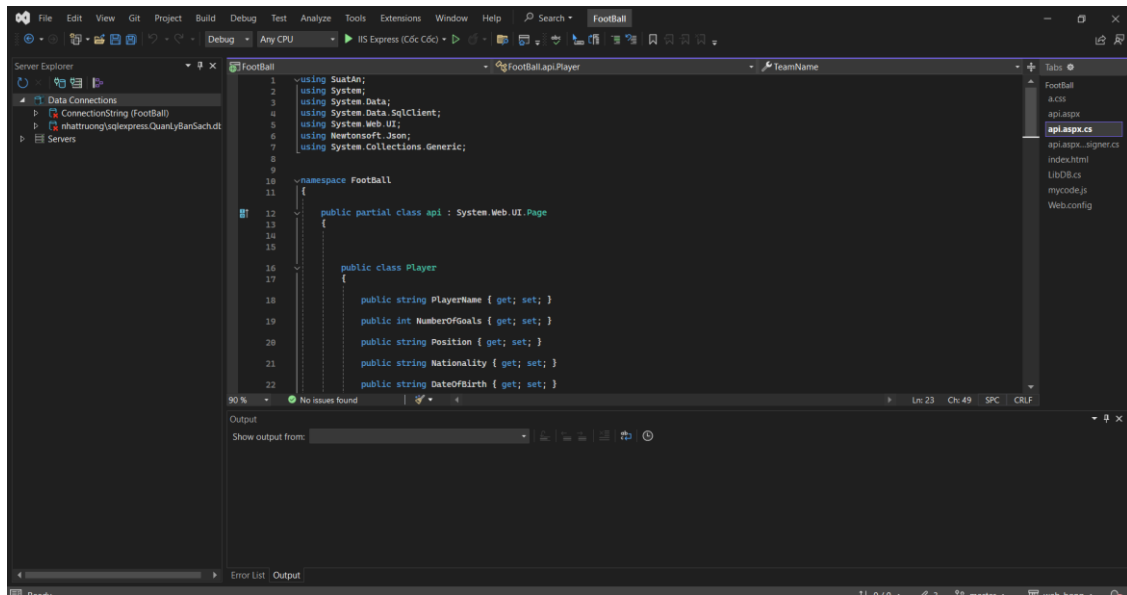 File Edit View Git Project Build Debug Test Analyze Tools Extensions Window Help Search FootBall
Debug Any CPU IIS Express (Cốc Cốc)
Server Explorer
Data Connections
ConnectionString (FootBall)
nhattruong\sqlexpress.QuanLyBanSach.db
Servers
FootBall FootBall.api.Player TeamName
1 using SuatAn;
2 using System;
3 using System.Data;
4 using System.Data.SqlClient;
5 using System.Web.UI;
6 using Newtonsoft.Json;
7 using System.Collections.Generic;
8
9
10 namespace FootBall
11 {
12 public partial class api : System.Web.UI.Page
13 {
14
15
16 public class Player
17 {
18 public string PlayerName { get; set; }
19 public int NumberOfGoals { get; set; }
20 public string Position { get; set; }
21 public string Nationality { get; set; }
22 public string DateOfBirth { get; set; }
90 % No issues found Ln: 23 Ch: 49 SPC CRLF
Tabs
FootBall
a.css
api.aspx
api.aspx.cs
api.aspx...signer.cs
index.html
LibDB.cs
mycode.js
Web.config
Output
Show output from:
Error List Output